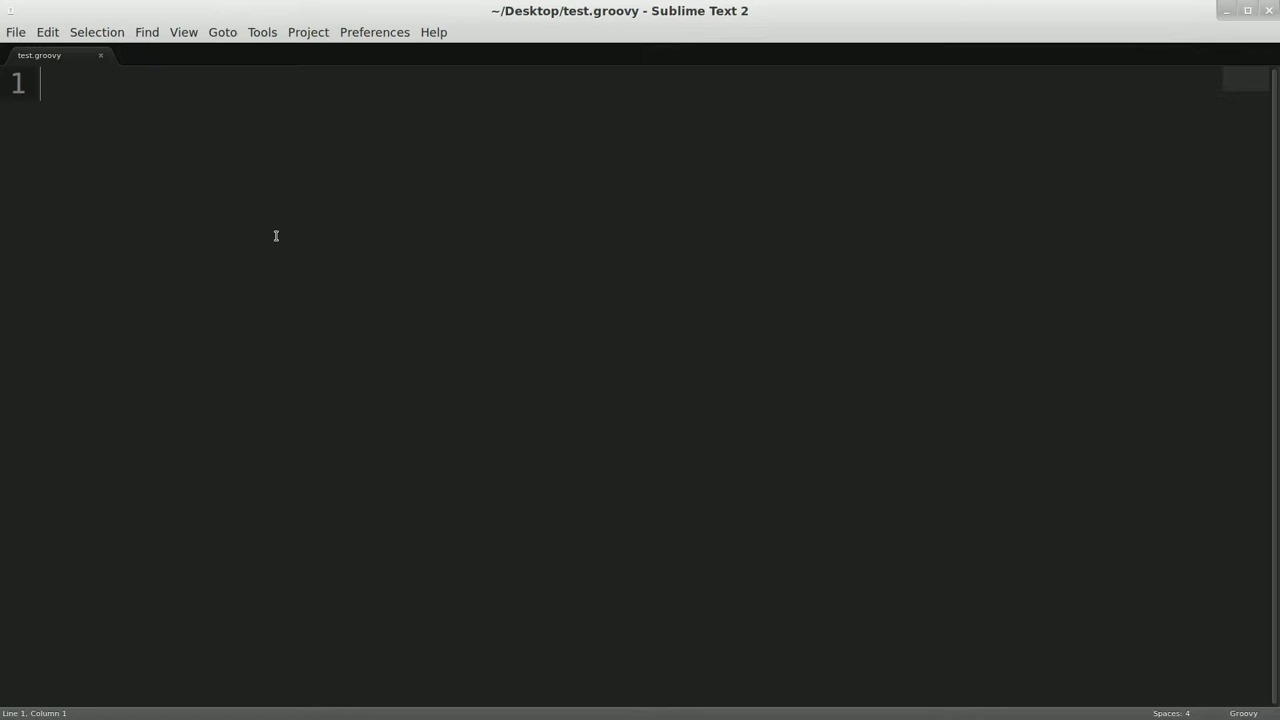 ~/Desktop/test.groovy - Sublime Text 2
File Edit Selection Find View Goto Tools Project Preferences Help
test.groovy ×
1
Line 1, Column 1 Spaces: 4 Groovy